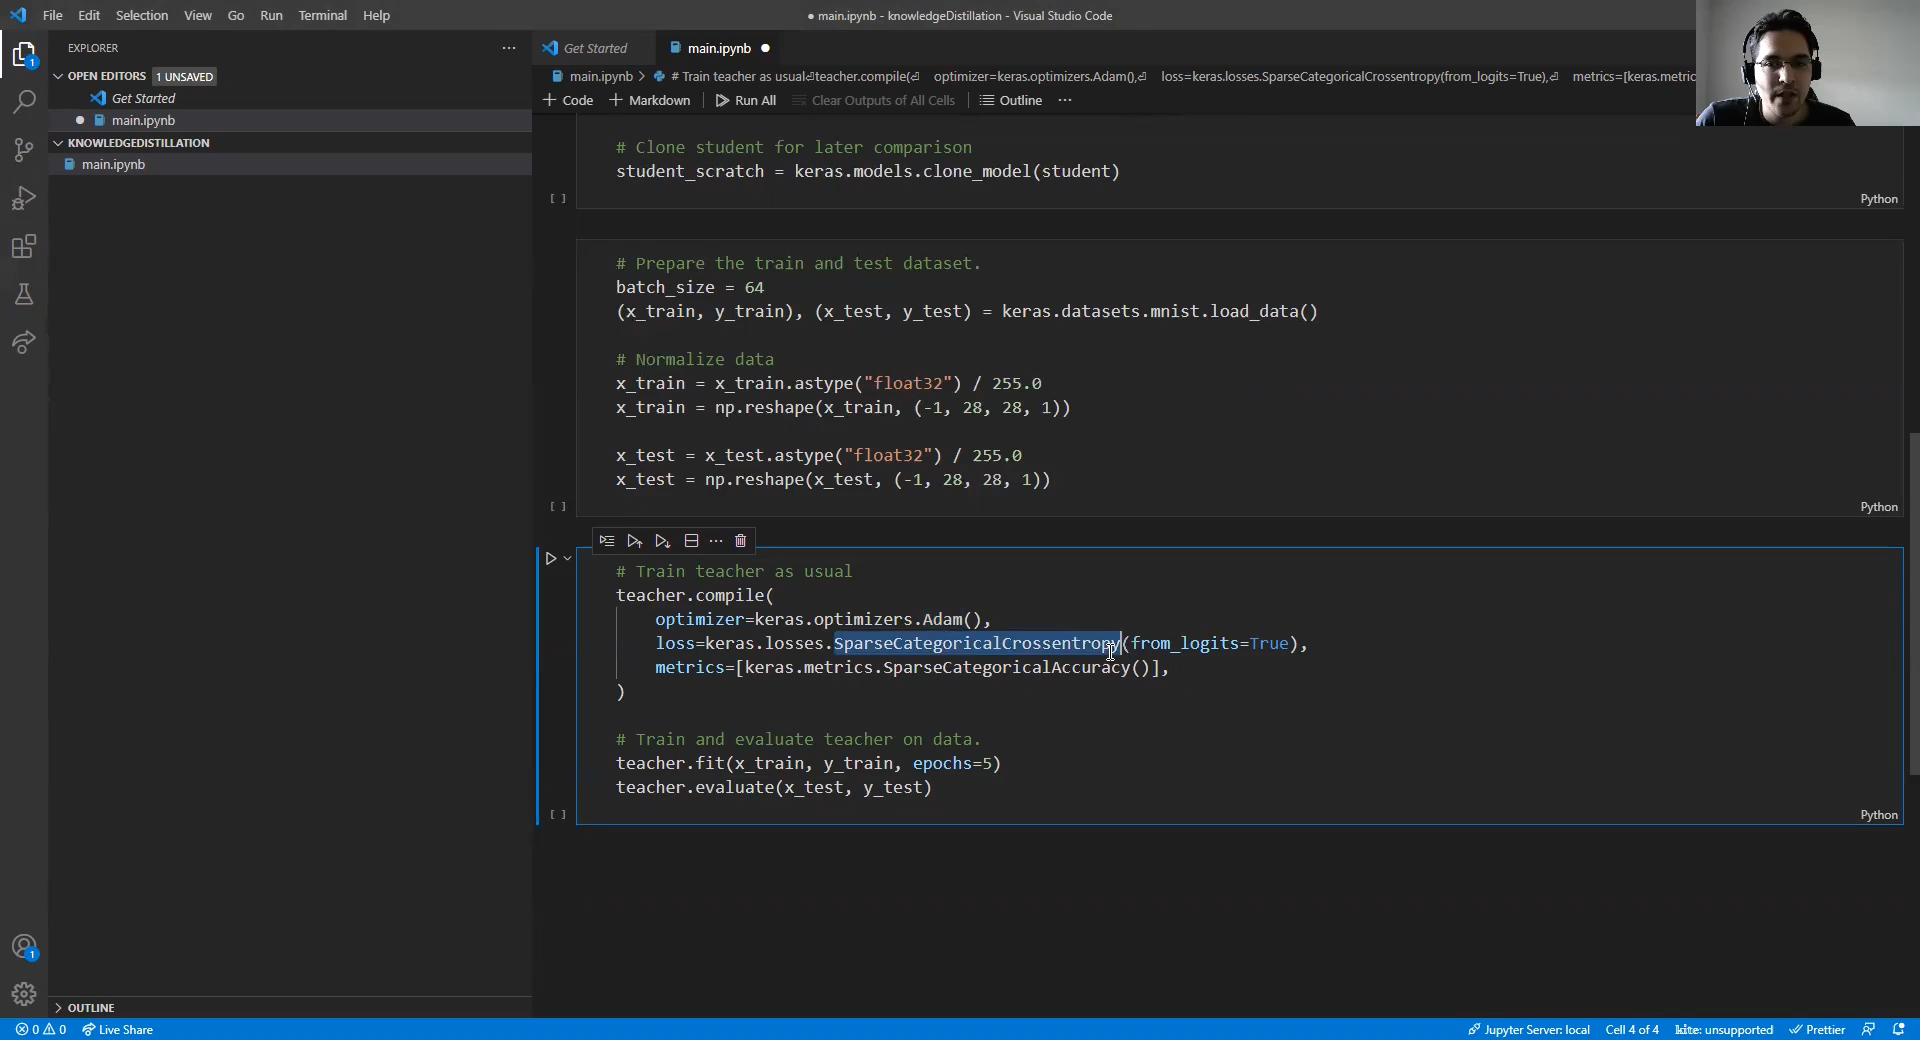 File Edit Selection View Go Run Terminal Help
● main.ipynb - knowledgeDistillation - Visual Studio Code
EXPLORER
OPEN EDITORS 1 UNSAVED
Get Started
main.ipynb
KNOWLEDGEDISTILLATION
main.ipynb
OUTLINE
Get Started
main.ipynb
main.ipynb > # Train teacher as usual⏎teacher.compile(⏎ optimizer=keras.optimizers.Adam(),⏎ loss=keras.losses.SparseCategoricalCrossentropy(from_logits=True),⏎ metrics=[keras.metric
+ Code + Markdown Run All Clear Outputs of All Cells Outline ...
# Clone student for later comparison
student_scratch = keras.models.clone_model(student)
[ ]
Python
# Prepare the train and test dataset.
batch_size = 64
(x_train, y_train), (x_test, y_test) = keras.datasets.mnist.load_data()
# Normalize data
x_train = x_train.astype("float32") / 255.0
x_train = np.reshape(x_train, (-1, 28, 28, 1))
x_test = x_test.astype("float32") / 255.0
x_test = np.reshape(x_test, (-1, 28, 28, 1))
[ ]
Python
# Train teacher as usual
teacher.compile(
optimizer=keras.optimizers.Adam(),
loss=keras.losses.SparseCategoricalCrossentropy(from_logits=True),
metrics=[keras.metrics.SparseCategoricalAccuracy()],
)
# Train and evaluate teacher on data.
teacher.fit(x_train, y_train, epochs=5)
teacher.evaluate(x_test, y_test)
[ ]
Python
1
1
0 0 Live Share
Jupyter Server: local Cell 4 of 4 kite: unsupported Prettier